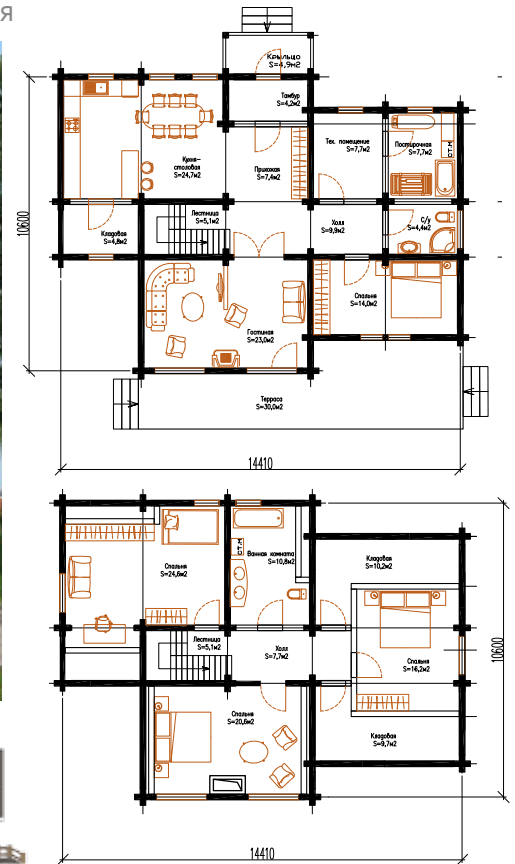 я
Крыльцо
S=4,9м2
Тамбур
S=4,2м2
Кухня-
столовая
S=24,7м2
Прихожая
S=7,4м2
Тех. помещение
S=7,7м2
Постирочная
S=7,7м2
СТ.М
Кладовая
S=4,8м2
Лестница
S=5,1м2
Холл
S=9,9м2
С/у
S=4,4м2
Гостиная
S=23,0м2
Спальня
S=14,0м2
Терраса
S=30,0м2
10600
14410
Спальня
S=24,6м2
СТ.М
Ванная комната
S=10,8м2
Кладовая
S=10,2м2
Лестница
S=5,1м2
Холл
S=7,7м2
Спальня
S=16,2м2
Спальня
S=20,6м2
Кладовая
S=9,7м2
10600
14410